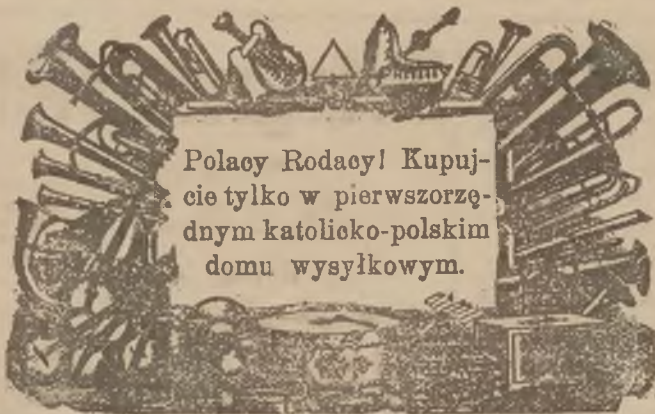 Polacy Rodacy! Kupuj-
cie tylko w pierwszorzę-
dnym katolicko-polskim
domu wysyłkowym.